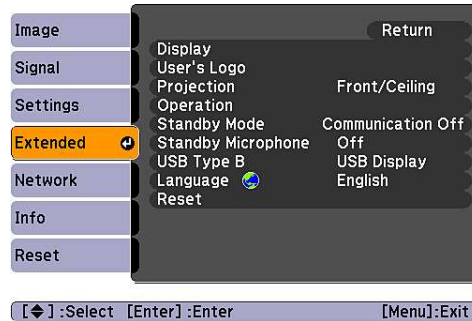 Image
Signal
Settings
Extended
Network
Info
Reset
Return
Display
User's Logo
Projection Front/Ceiling
Operation
Standby Mode Communication Off
Standby Microphone Off
USB Type B USB Display
Language English
Reset
[◆] :Select [Enter] :Enter [Menu]:Exit